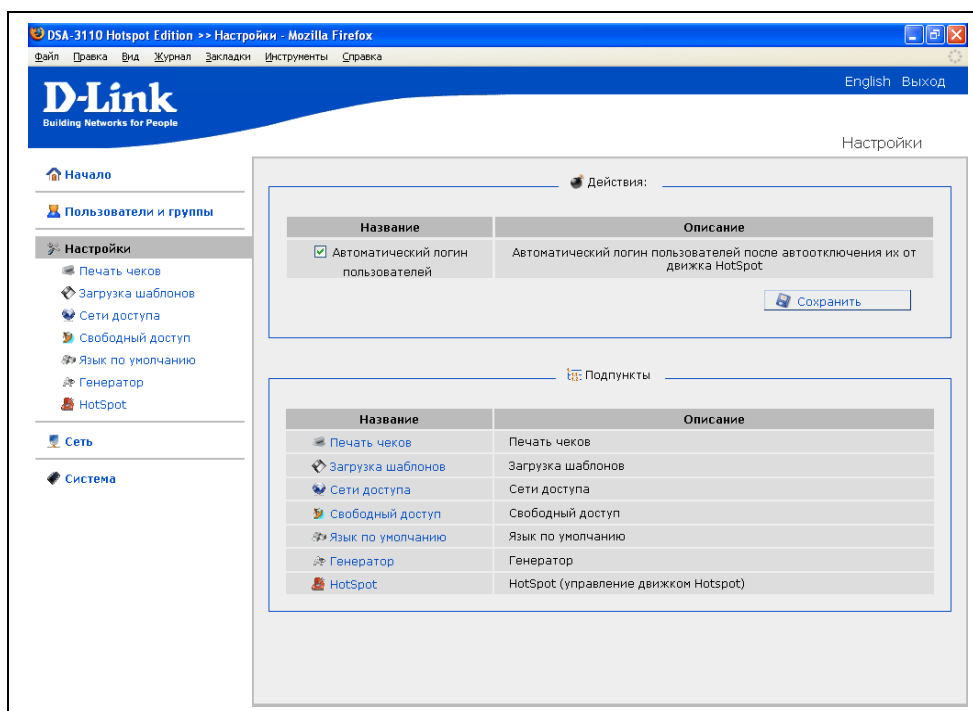 DSA-3110 Hotspot Edition >> Настройки - Mozilla Firefox
Файл Правка Вид Журнал Закладки Инструменты Справка
English Выход
D-Link
Building Networks for People
Настройки
Начало
Пользователи и группы
Настройки
Печать чеков
Загрузка шаблонов
Сети доступа
Свободный доступ
Язык по умолчанию
Генератор
HotSpot
Сеть
Система
Действия:
Название Описание
Автоматический логин пользователей после автоотключения их от
Автоматический логин
движка HotSpot
пользователей
Сохранить
Подпункты
Название Описание
Печать чеков Печать чеков
Загрузка шаблонов Загрузка шаблонов
Сети доступа Сети доступа
Свободный доступ Свободный доступ
Язык по умолчанию Язык по умолчанию
Генератор Генератор
HotSpot HotSpot (управление движком Hotspot)